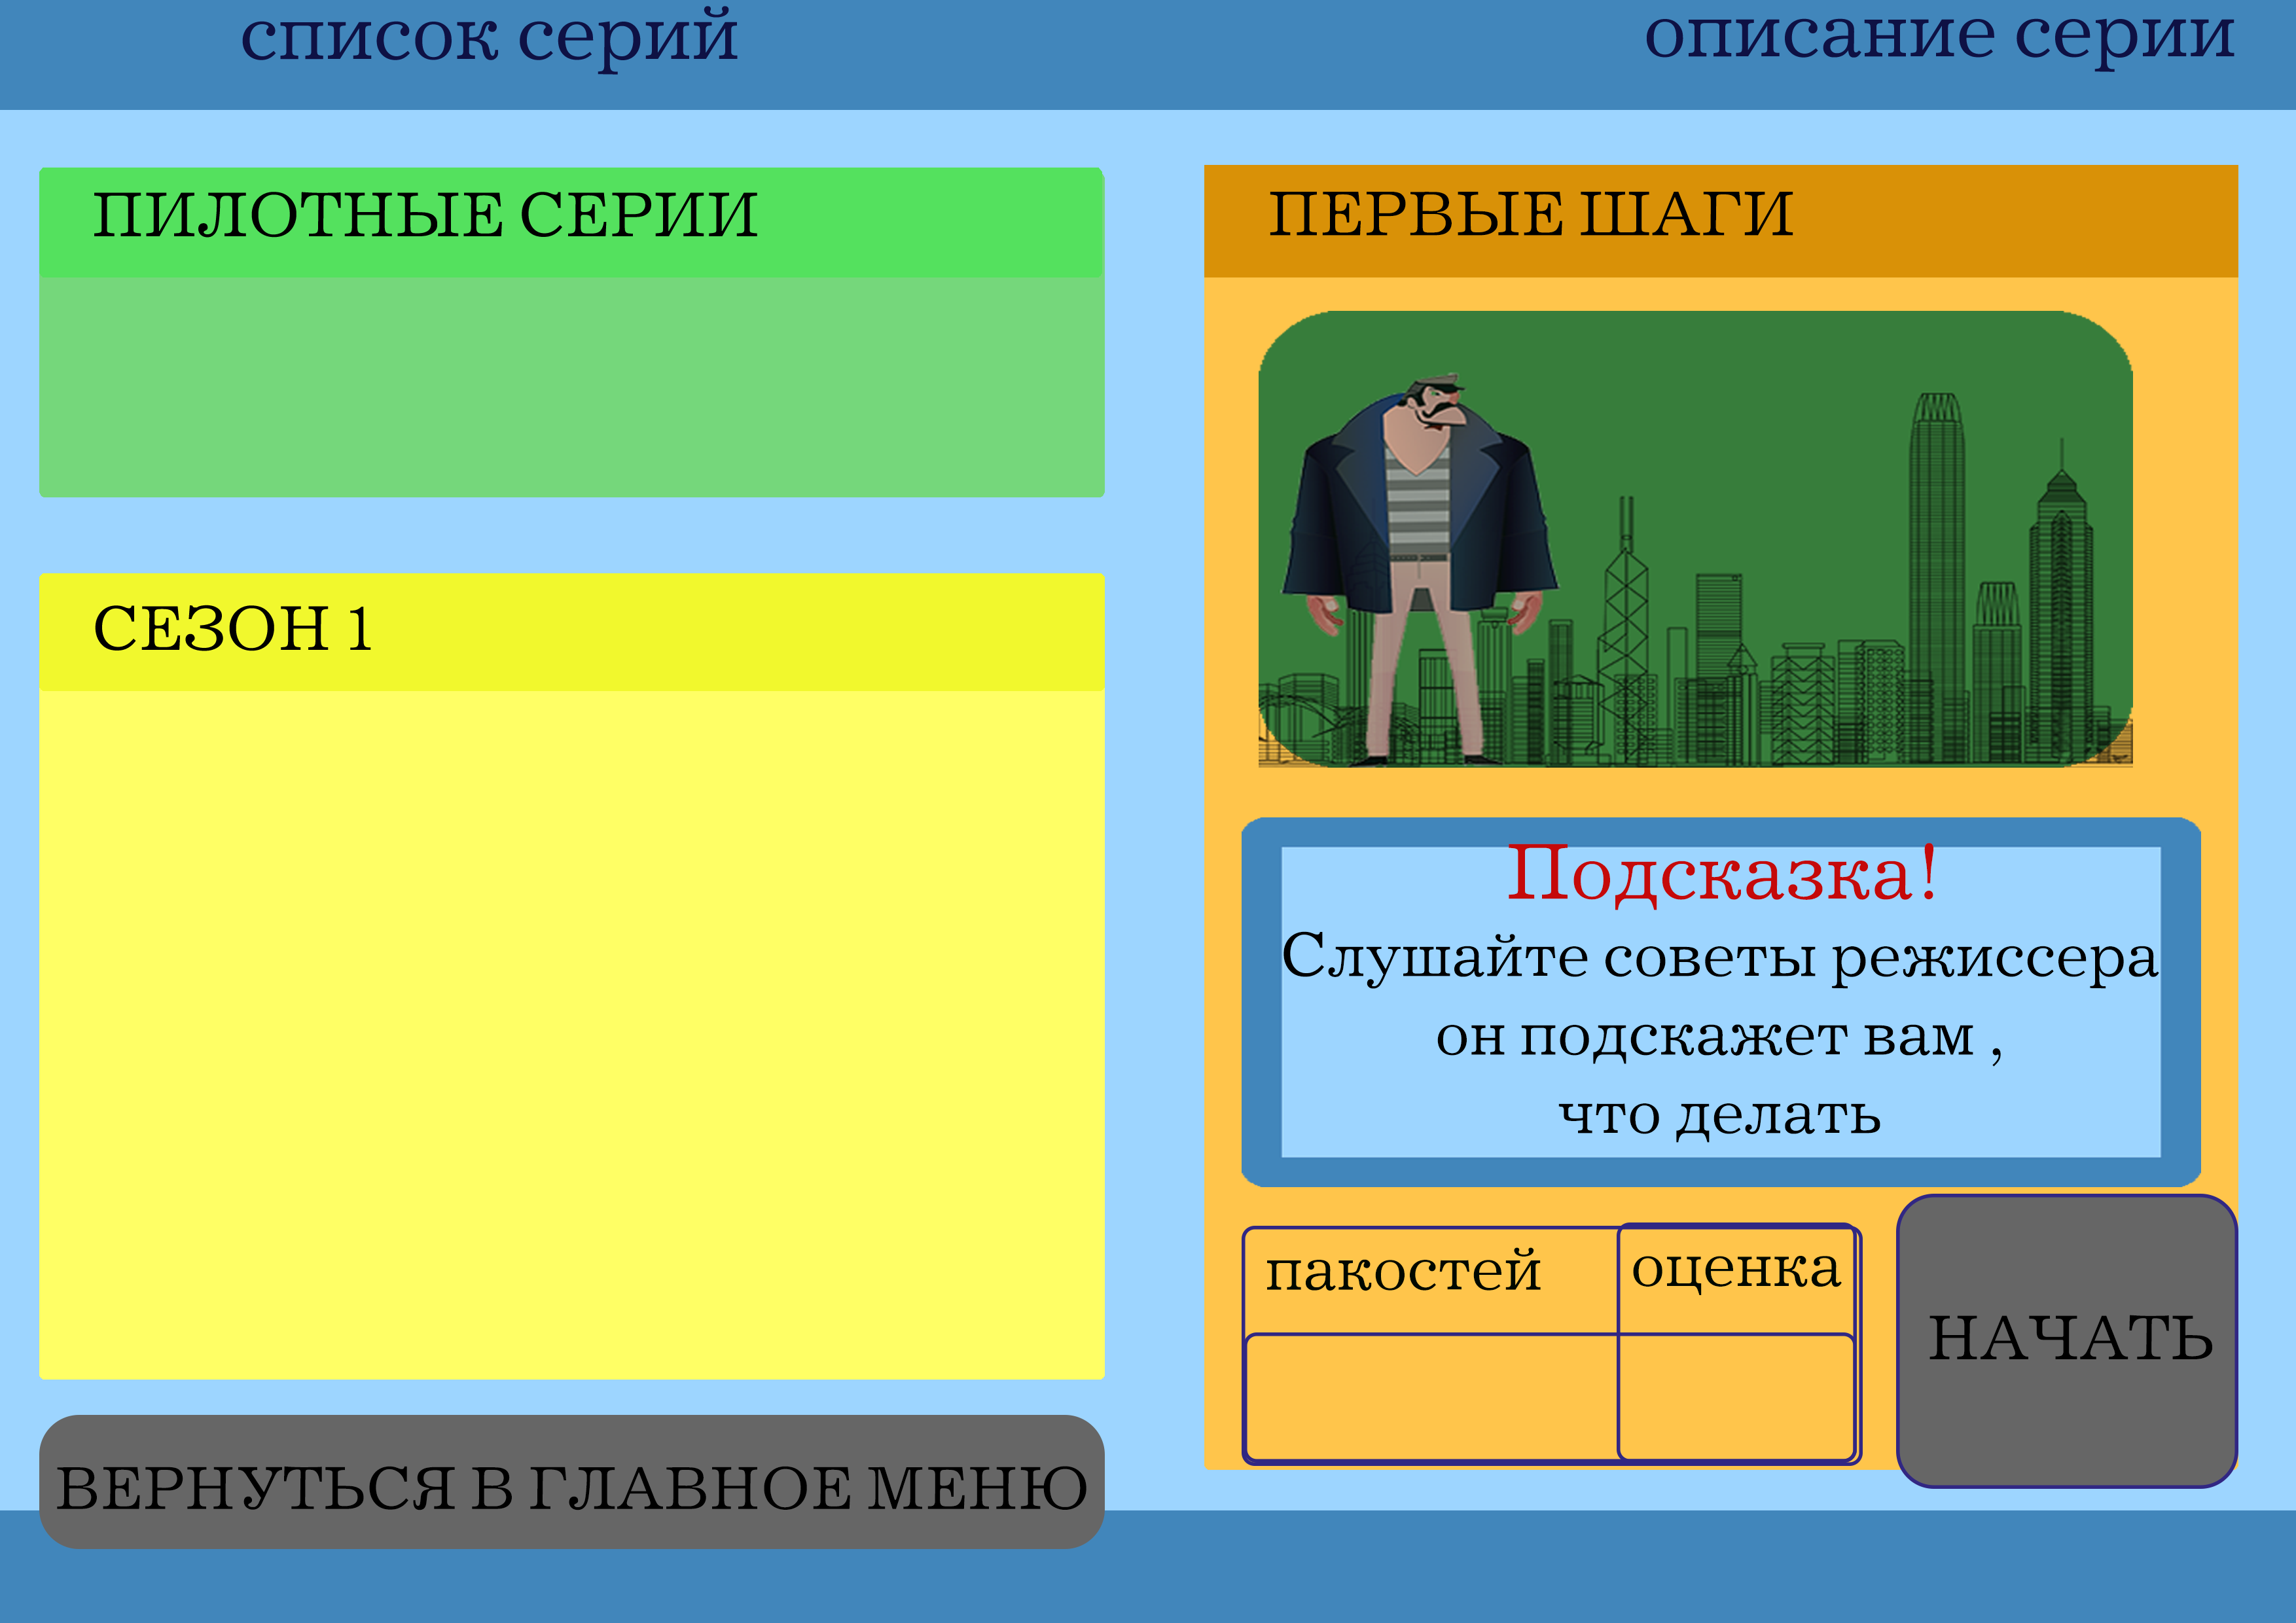 список серий
описание серии
ПИЛОТНЫЕ СЕРИИ
СЕЗОН 1
ВЕРНУТЬСЯ В ГЛАВНОЕ МЕНЮ
ПЕРВЫЕ ШАГИ
Подсказка!
Слушайте советы режиссера
он подскажет вам ,
что делать
пакостей
оценка
НАЧАТЬ